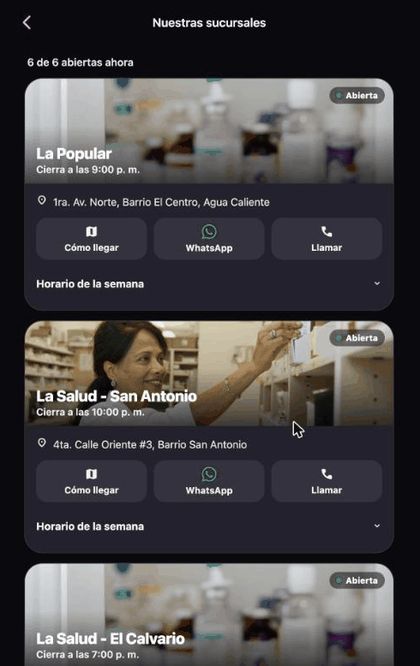 Nuestras sucursales
6 de 6 abiertas ahora
Abierta
La Popular
Cierra a las 9:00 p. m.
1ra. Av. Norte, Barrio El Centro, Agua Caliente
Cómo llegar
WhatsApp
Llamar
Horario de la semana
Abierta
La Salud - San Antonio
Cierra a las 10:00 p. m.
4ta. Calle Oriente #3, Barrio San Antonio
Cómo llegar
WhatsApp
Llamar
Horario de la semana
Abierta
La Salud - El Calvario
Cierra a las 7:00 p. m.